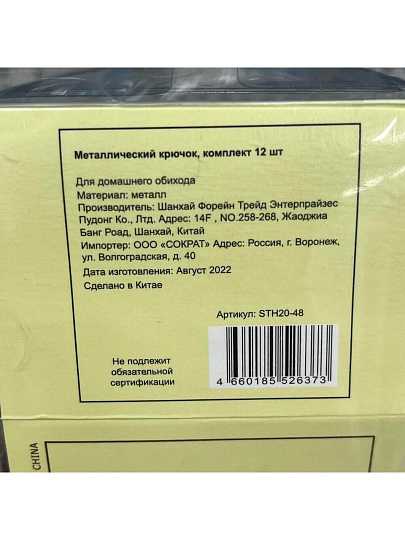 Металлический крючок, комплект 12 шт
Для домашнего обихода
Материал: металл
Производитель: Шанхай Форейн Трейд Энтерпрайзес
Пудонг Ко., Лтд. Адрес: 14F , NO.258-268, Жаоджиа
Банг Роад, Шанхай, Китай
Импортер: ООО «СОКРАТ» Адрес: Россия, г. Воронеж,
ул. Волгоградская, д. 40
Дата изготовления: Август 2022
Сделано в Китае
Артикул: STH20-48
Не подлежит
обязательной
сертификации
4 660185 526373
CHINA